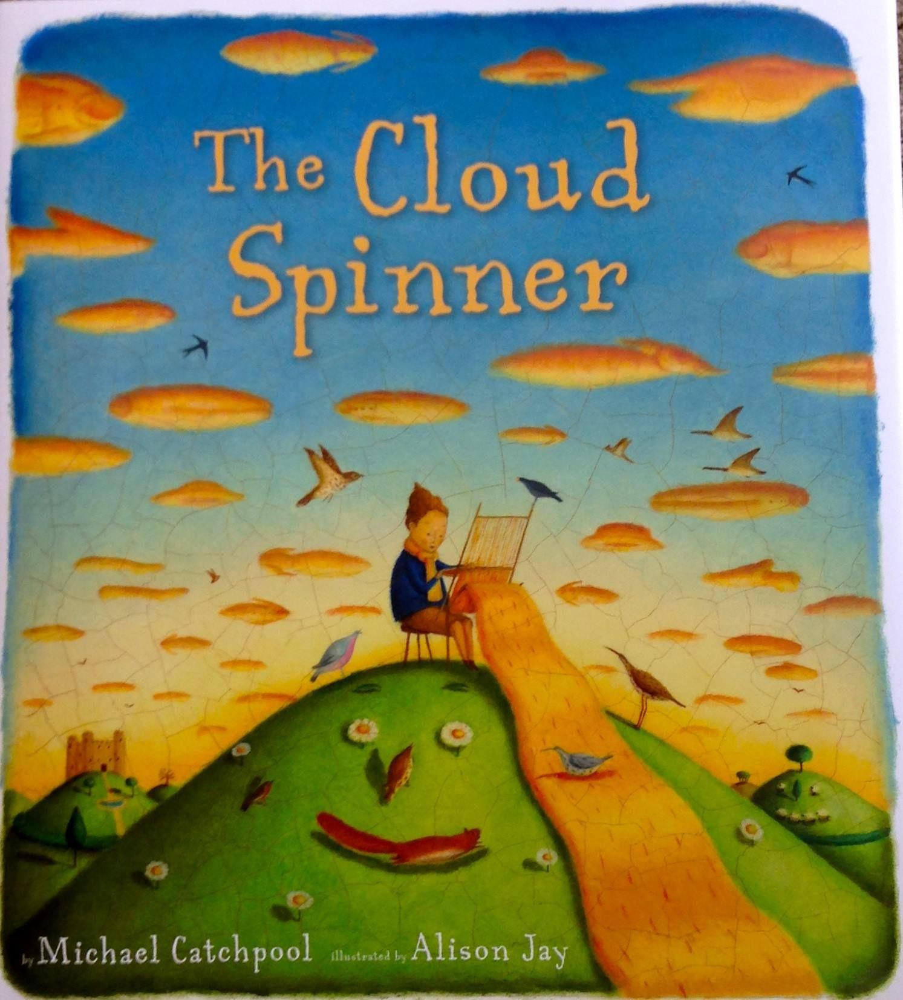 The Cloud
Spinner
by Michael Catchpool illustrated by Alison Jay